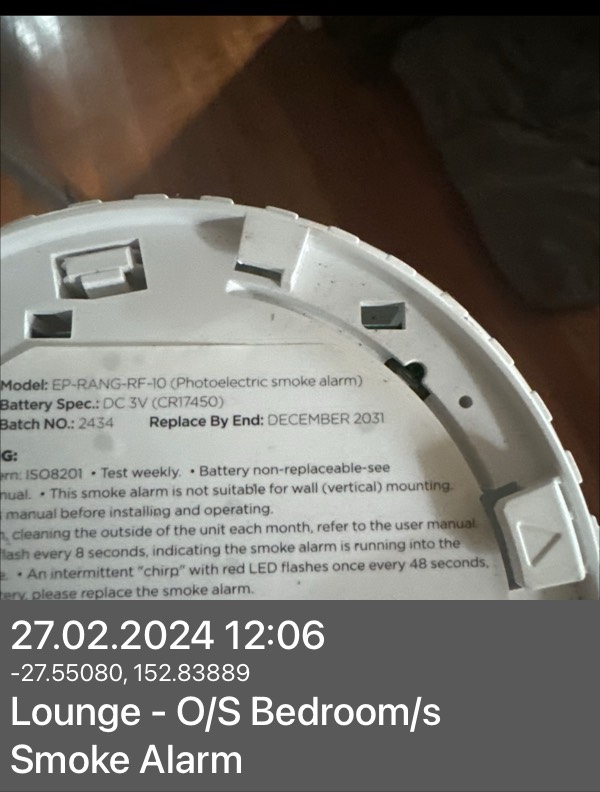 Model: EP-RANG-RF-10 (Photoelectric smoke alarm)
Battery Spec.: DC 3V (CR17450)
Batch NO.: 2434 Replace By End: DECEMBER 2031
G:
ern: ISO8201 • Test weekly. • Battery non-replaceable-see
nual. • This smoke alarm is not suitable for wall (vertical) mounting.
manual before installing and operating.
cleaning the outside of the unit each month, refer to the user manual
lash every 8 seconds, indicating the smoke alarm is running into the
e. • An intermittent "chirp" with red LED flashes once every 48 seconds,
tery, please replace the smoke alarm.
27.02.2024 12:06
-27.55080, 152.83889
Lounge - O/S Bedroom/s
Smoke Alarm